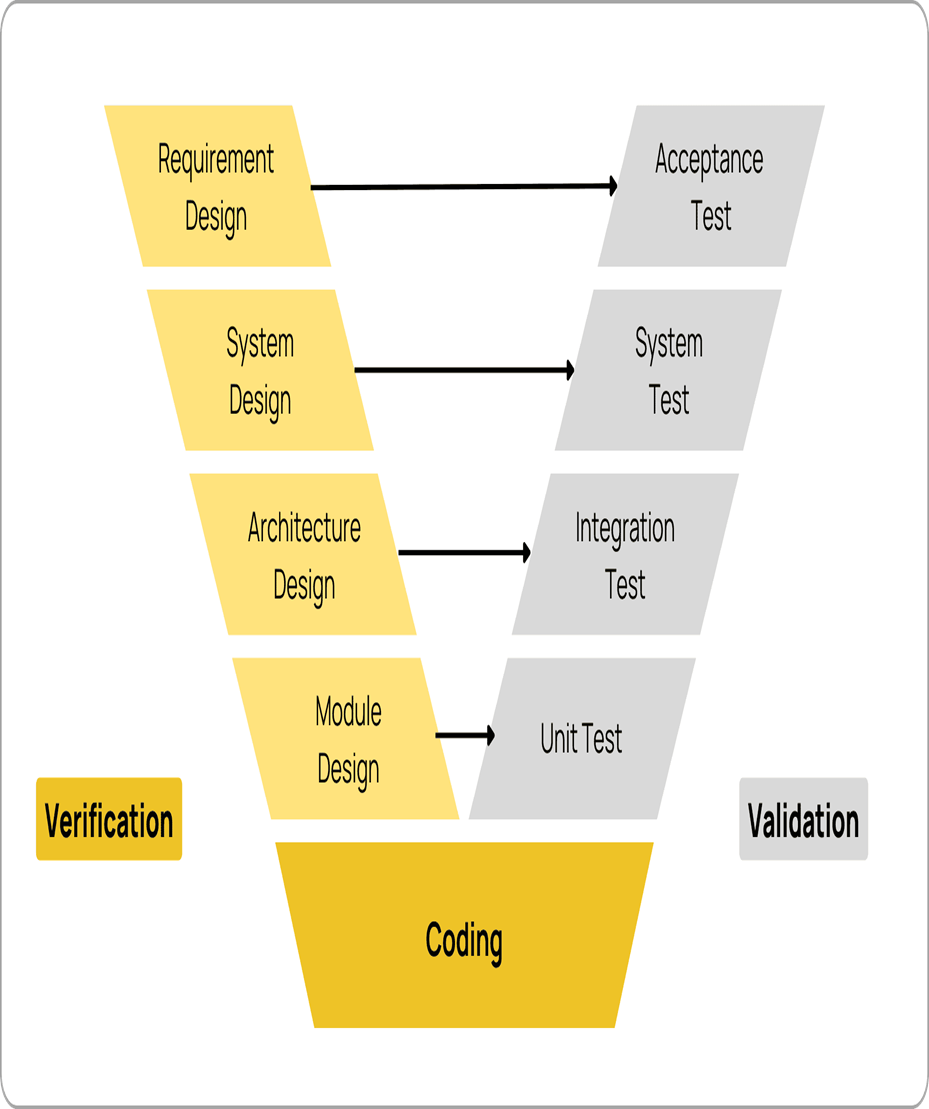 Requirement
Design
Acceptance
Test
System
Design
System
Test
Architecture
Design
Integration
Test
Module
Design
Unit Test
Verification
Validation
Coding